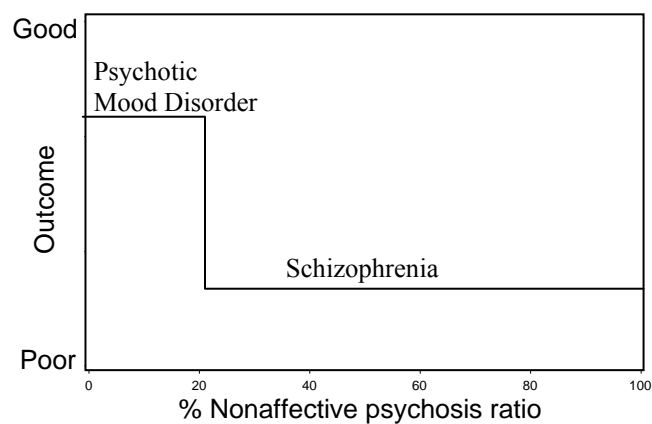 Good
Psychotic
Mood Disorder
Outcome
Schizophrenia
Poor
0 20 40 60 80 100
% Nonaffective psychosis ratio